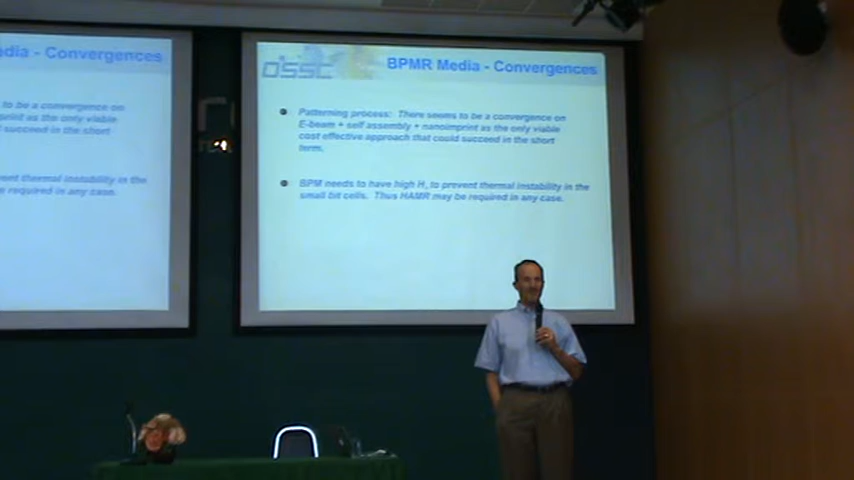 dia - Convergences
to be a convergence on
print as the only viable
succeed in the short
vent thermal instability in the
e required in any case.
dssc
BPMR Media - Convergences
Patterning process: There seems to be a convergence on
E-beam + self assembly + nanoimprint as the only viable
cost effective approach that could succeed in the short
term.
BPM needs to have high H to prevent thermal instability in the
small bit cells. Thus HAMR may be required in any case.